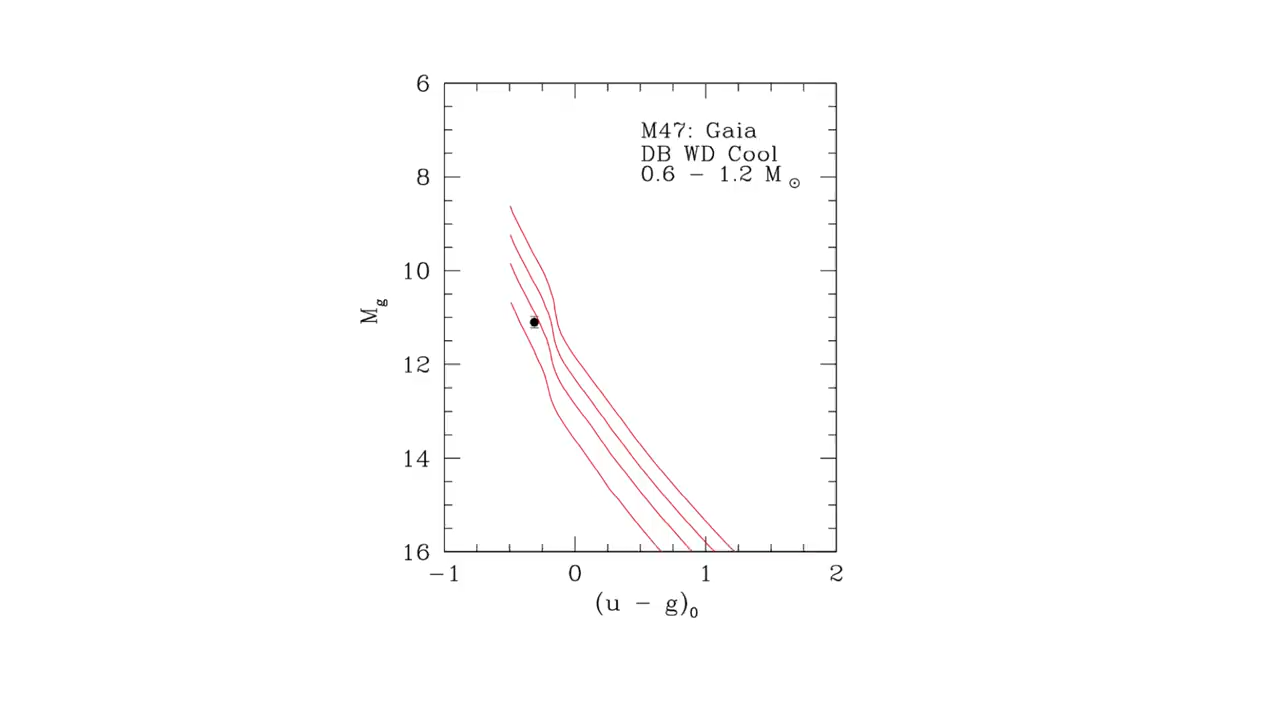 6
M47: Gaia
DB WD Cool
0.6 − 1.2 M⊙
8
10
M_g
12
14
16
−1 0 1 2
(u − g)₀